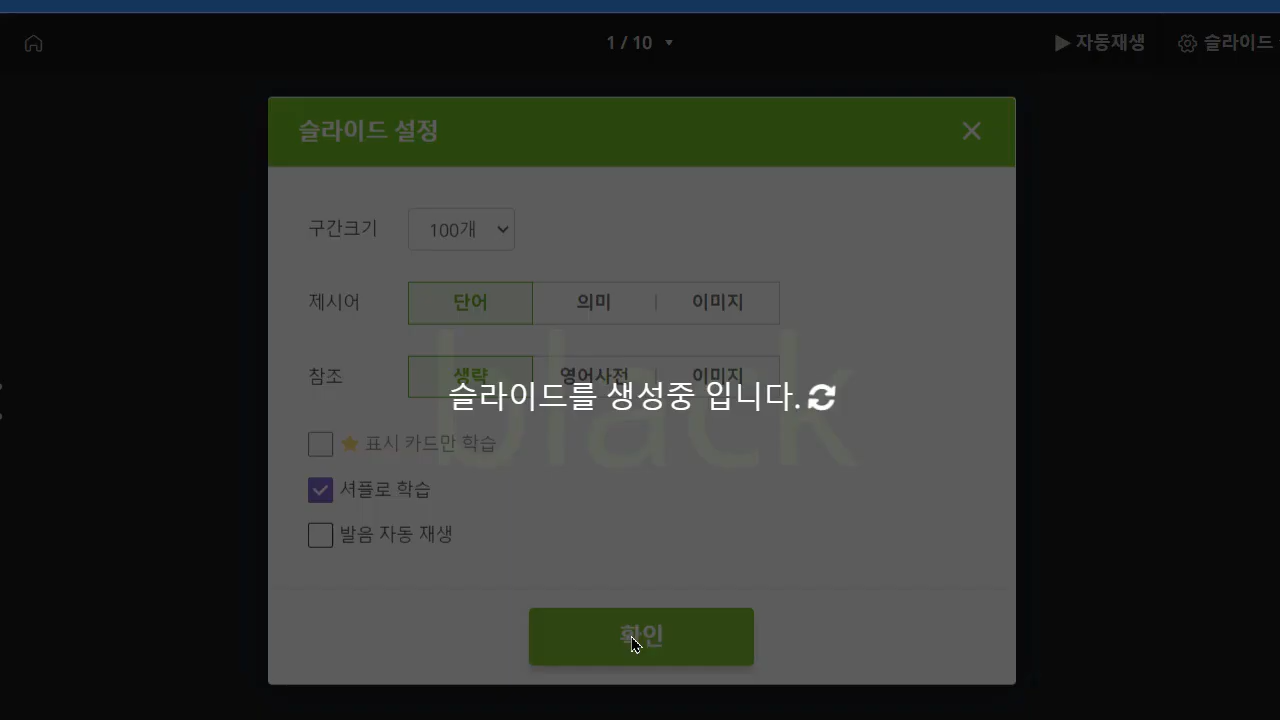 1 / 10
자동재생
슬라이드
슬라이드 설정
구간크기 100개
제시어 단어 의미 이미지
참조 생략 영어사전 이미지
black
슬라이드를 생성중 입니다.
표시 카드만 학습
셔플로 학습
발음 자동 재생
확인